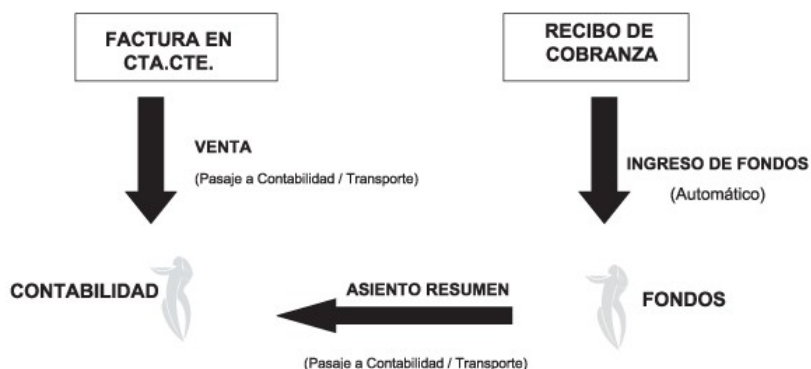 FACTURA EN
CTA.CTE.
RECIBO DE
COBRANZA
VENTA
(Pasaje a Contabilidad / Transporte)
INGRESO DE FONDOS
(Automático)
CONTABILIDAD
ASIENTO RESUMEN
FONDOS
(Pasaje a Contabilidad / Transporte)